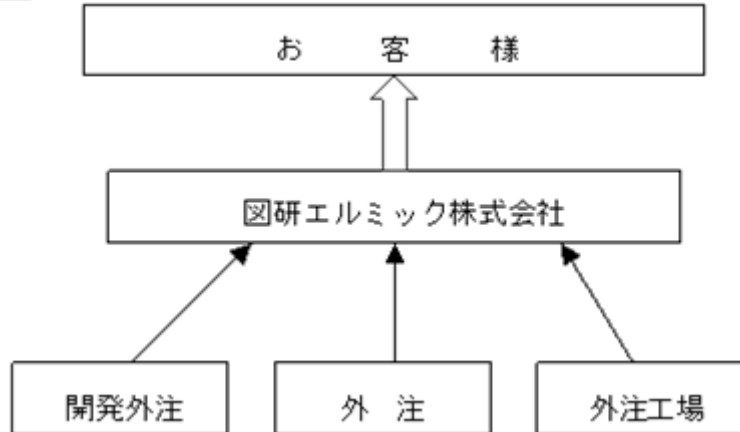 お　客　様
図研エルミック株式会社
開発外注
外　注
外注工場